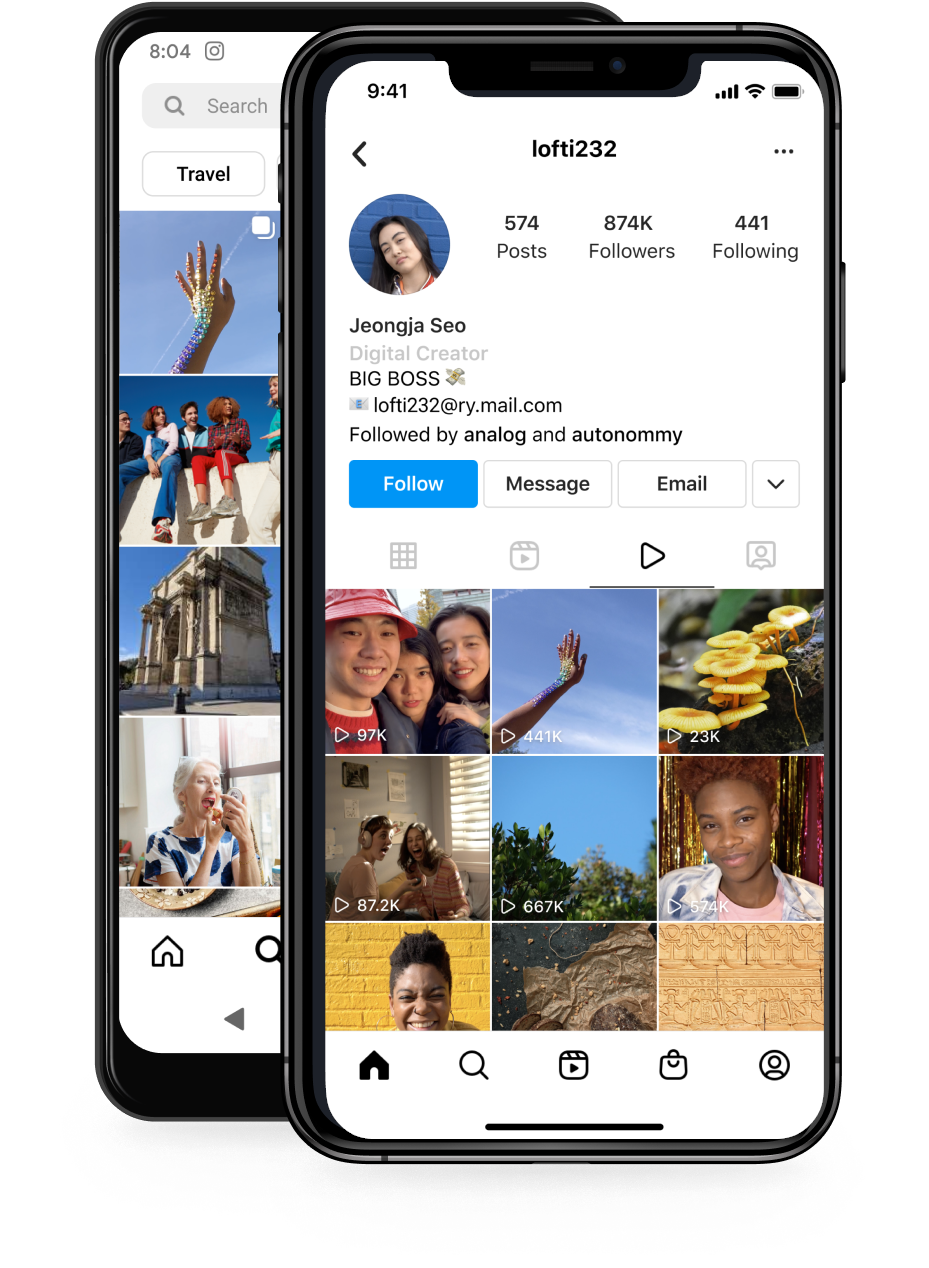 8:04
Search
Travel
9:41
lofti232
574 874K 441
Posts Followers Following
Jeongja Seo
Digital Creator
BIG BOSS 💸
📧 lofti232@ry.mail.com
Followed by analog and autonommy
Follow Message Email
97K 441K 23K
87.2K 667K 574K